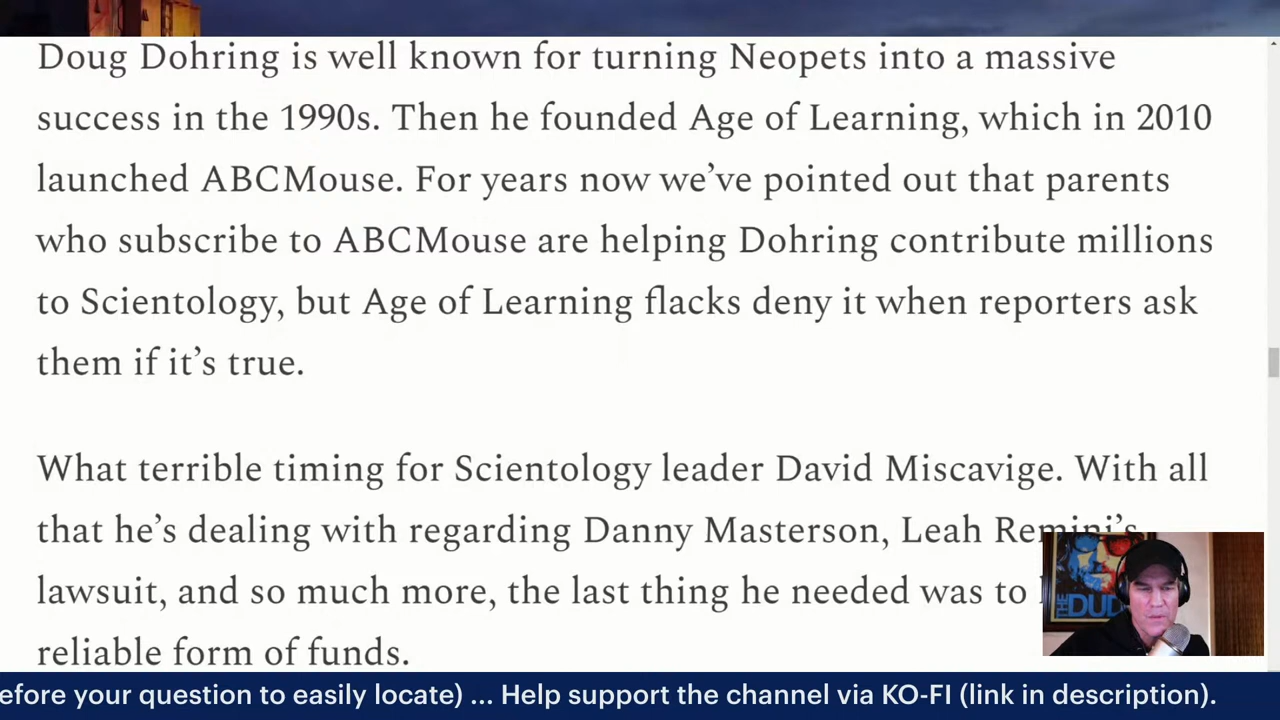 Doug Dohring is well known for turning Neopets into a massive
success in the 1990s. Then he founded Age of Learning, which in 2010
launched ABCMouse. For years now we’ve pointed out that parents
who subscribe to ABCMouse are helping Dohring contribute millions
to Scientology, but Age of Learning flacks deny it when reporters ask
them if it’s true.
What terrible timing for Scientology leader David Miscavige. With all
that he’s dealing with regarding Danny Masterson, Leah Remini’s
lawsuit, and so much more, the last thing he needed was to
reliable form of funds.
THE DUD
efore your question to easily locate) ... Help support the channel via KO-FI (link in description).